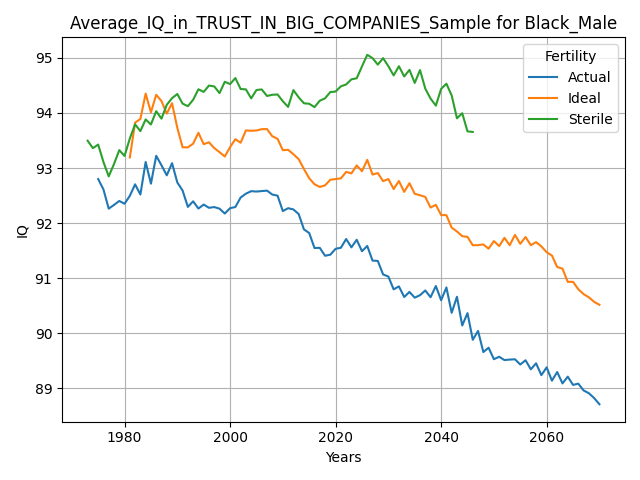 Average_IQ_in_TRUST_IN_BIG_COMPANIES_Sample for Black_Male
Fertility
Actual
Ideal
Sterile
IQ
95
94
93
92
91
90
89
1980 2000 2020 2040 2060
Years